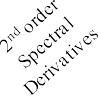 2nd order
Spectral
Derivatives